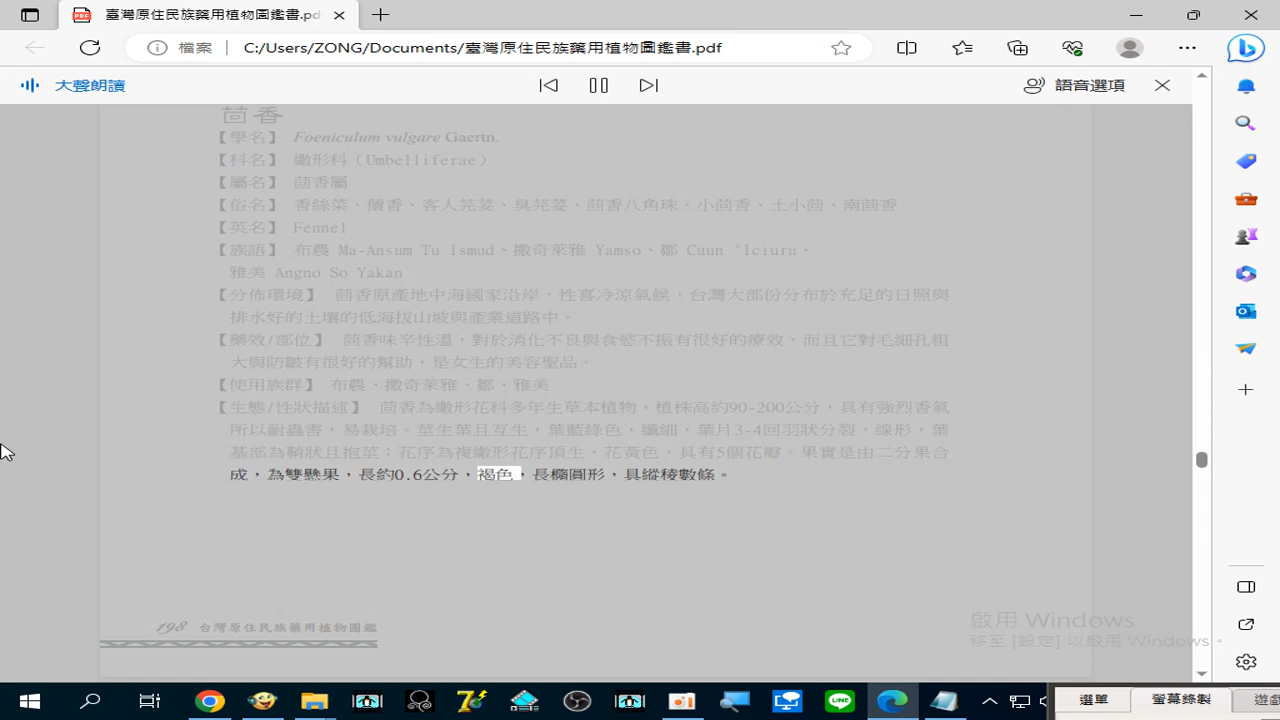 臺灣原住民族藥用植物圖鑑書.pd
檔案
C:/Users/ZONG/Documents/臺灣原住民族藥用植物圖鑑書.pdf
大聲朗讀
語音選項
茴香
【學名】 Foeniculum vulgare Gaertn.
【科名】 繖形科（Umbelliferae）
【屬名】 茴香屬
【俗名】 香絲菜、蘹香、客人芫荽、臭芫荽、茴香八角珠、小茴香、土小茴、南茴香
【英名】 Fennel
【族語】 布農 Ma-Ansum Tu Ismud、撒奇萊雅 Yamso、鄒 Cuun 'Iciuru、
雅美 Angno So Yakan
【分佈環境】 茴香原產地中海國家沿岸，性喜冷涼氣候，台灣大部份分布於充足的日照與
排水好的土壤的低海拔山坡與產業道路中。
【藥效/部位】 茴香味辛性溫，對於消化不良與食慾不振有很好的療效，而且它對毛細孔粗
大與防皺有很好的幫助，是女生的美容聖品。
【使用族群】 布農、撒奇萊雅、鄒、雅美
【生態/性狀描述】 茴香為繖形花科多年生草本植物，植株高約90-200公分，具有強烈香氣
所以耐蟲害，易栽培。莖生葉且互生，葉藍綠色，纖細，葉片3-4回羽狀分裂，線形，葉
基部為鞘狀且抱莖；花序為複繖形花序頂生，花黃色，具有5個花瓣。果實是由二分果合
成，為雙懸果，長約0.6公分，褐色，長橢圓形，具縱稜數條。
198 台灣原住民族藥用植物圖鑑
啟用 Windows
移至 [設定] 以啟用 Windows。
選單
螢幕錄製
遊戲